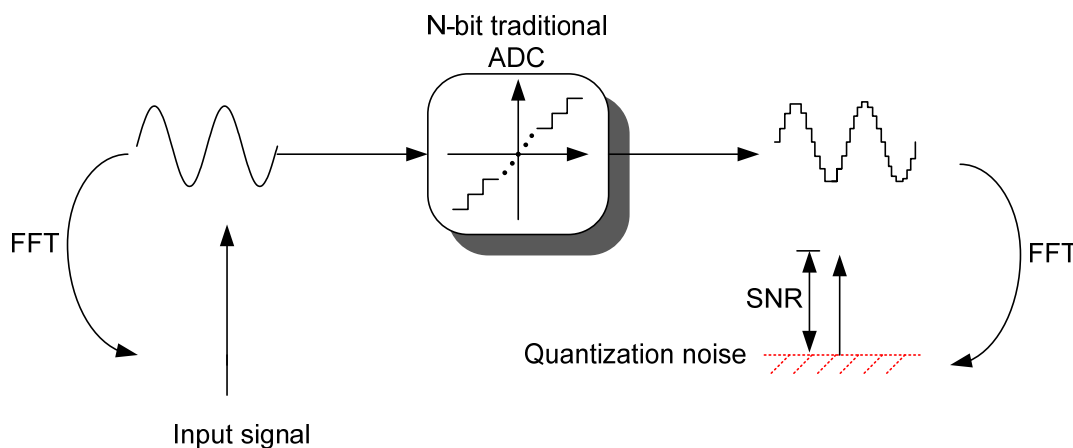 N-bit traditional
ADC
FFT
FFT
SNR
Quantization noise
Input signal